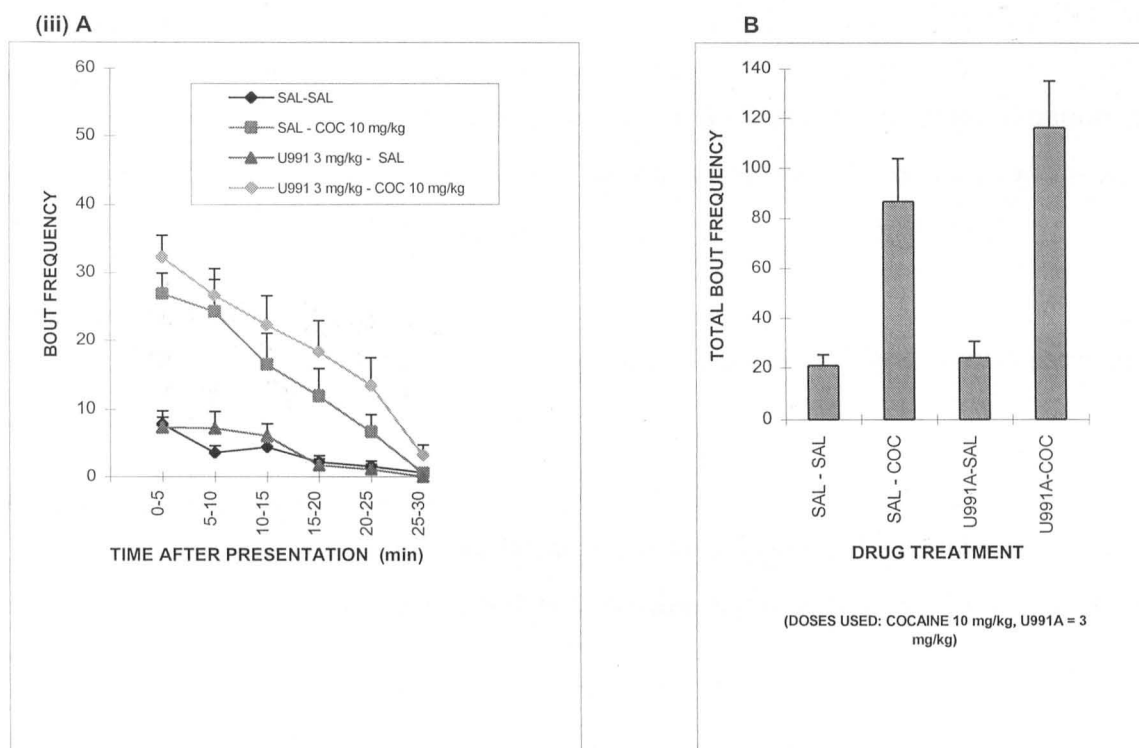 (iii) A
60
50
40
30
20
10
0
BOUT FREQUENCY
SAL-SAL
SAL - COC 10 mg/kg
U991 3 mg/kg - SAL
U991 3 mg/kg - COC 10 mg/kg
0-5
5-10
10-15
15-20
20-25
25-30
TIME AFTER PRESENTATION (min)
B
140
120
100
80
60
40
20
0
TOTAL BOUT FREQUENCY
SAL - SAL
SAL - COC
U991A-SAL
U991A-COC
DRUG TREATMENT
(DOSES USED: COCAINE 10 mg/kg, U991A = 3
mg/kg)